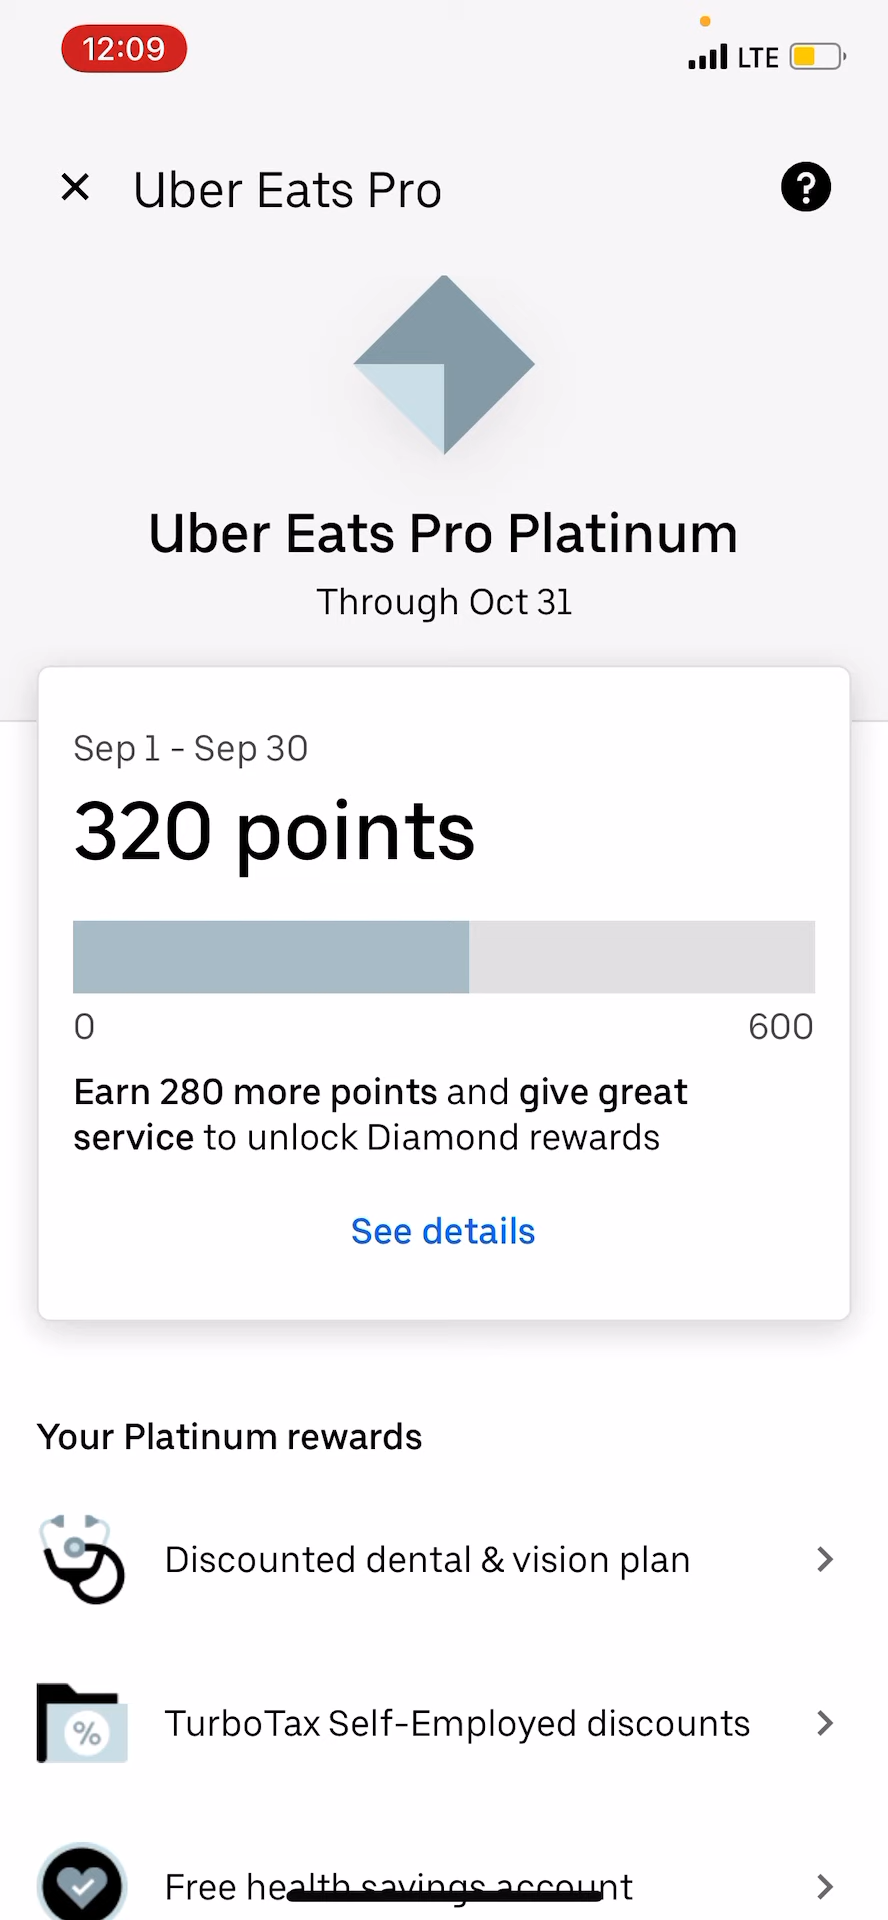 12:09
LTE
× Uber Eats Pro ?
Uber Eats Pro Platinum
Through Oct 31
Sep 1 - Sep 30
320 points
0 600
Earn 280 more points and give great
service to unlock Diamond rewards
See details
Your Platinum rewards
Discounted dental & vision plan
TurboTax Self-Employed discounts
%
Free health savings account